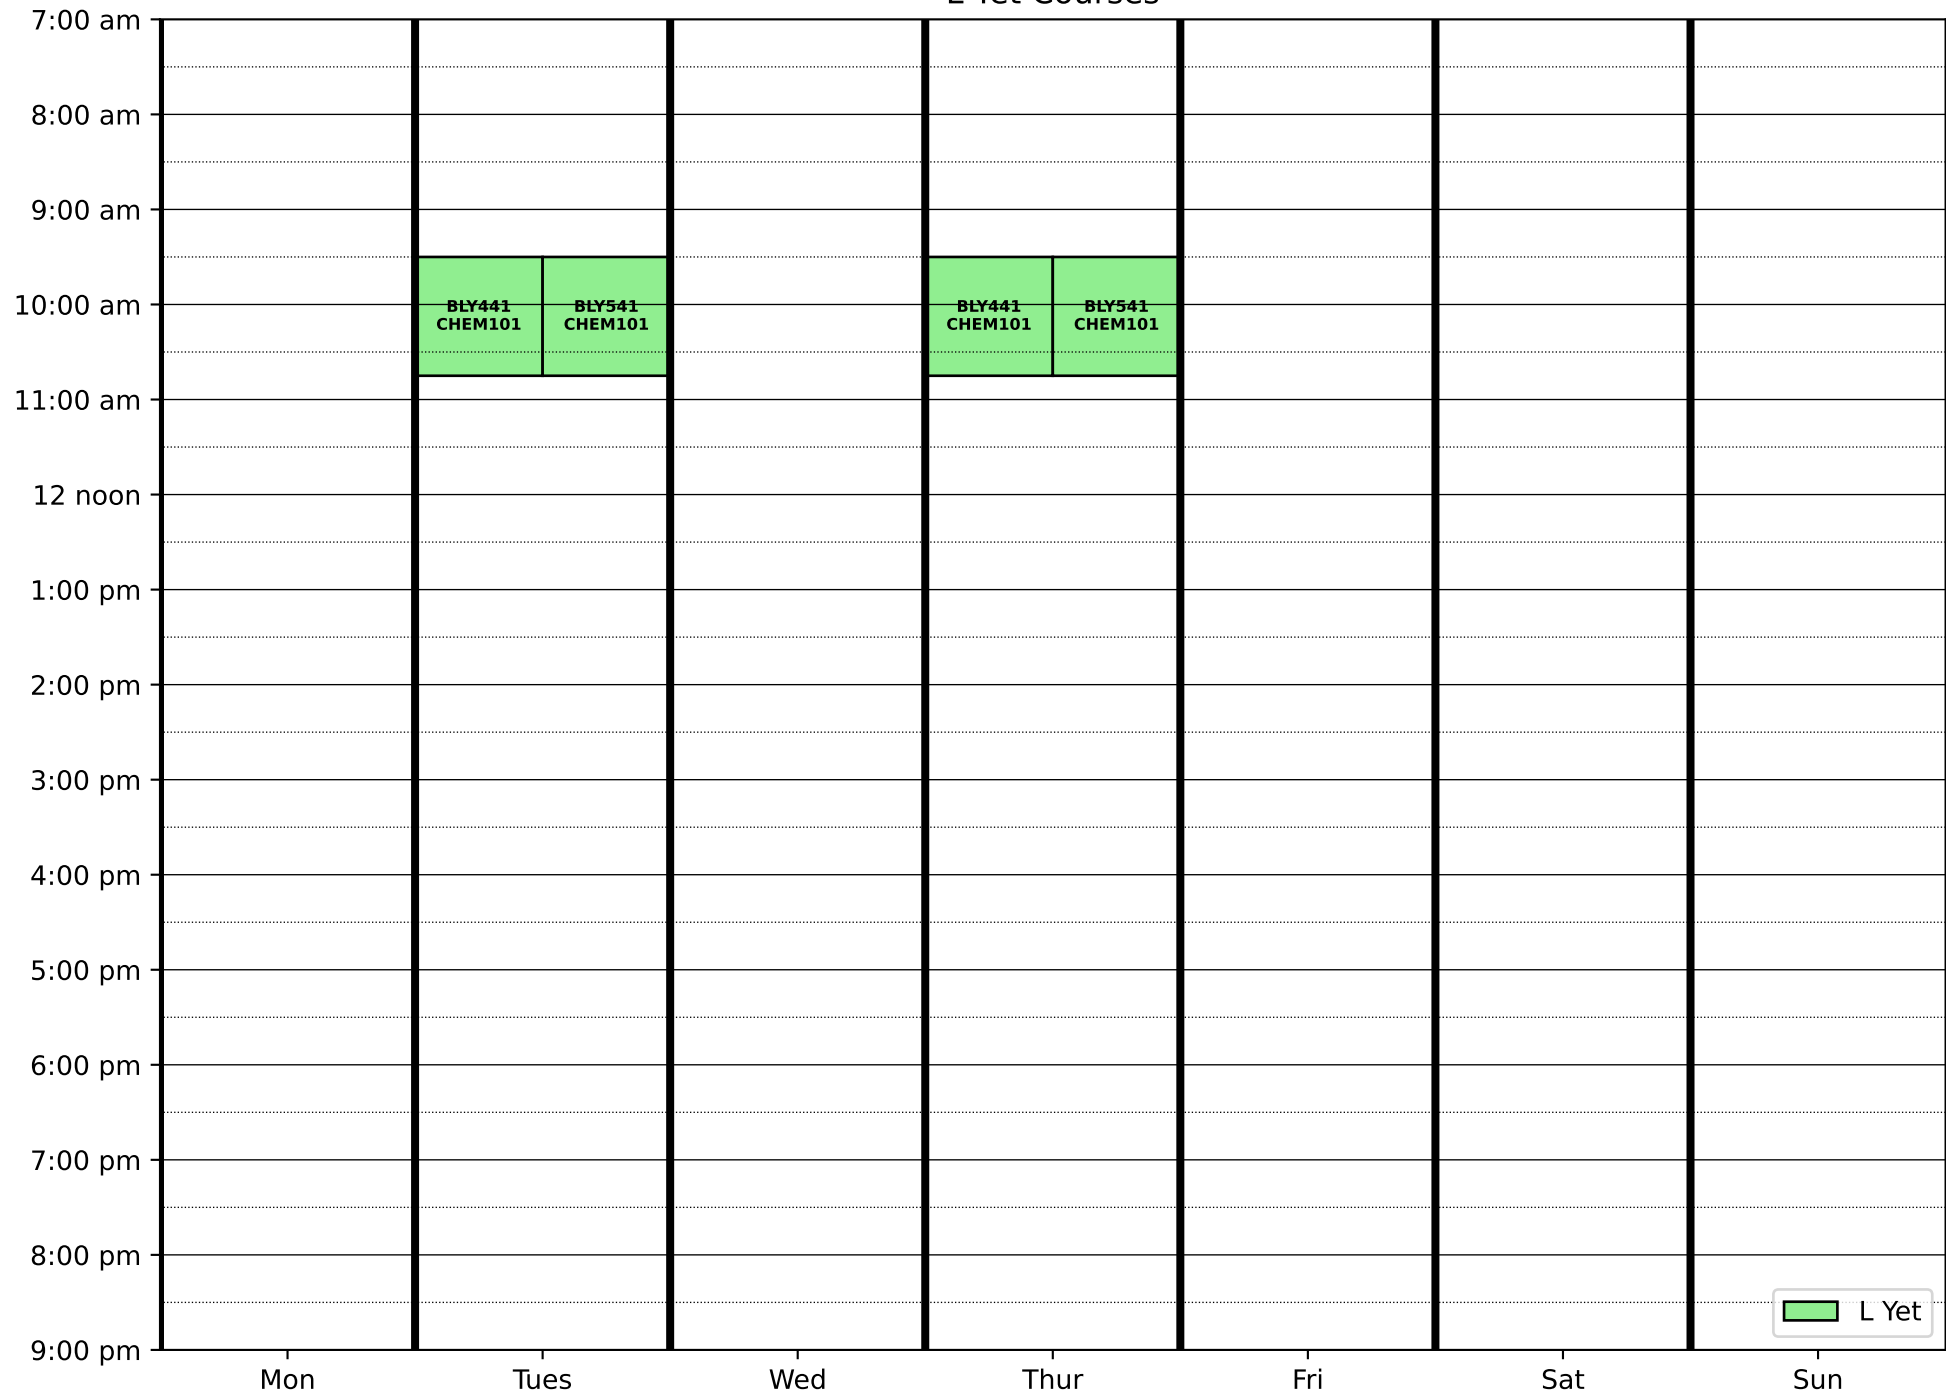 L Yet Courses
7:00 am
8:00 am
9:00 am
10:00 am
BLY441
CHEM101
BLY541
CHEM101
BLY441
CHEM101
BLY541
CHEM101
11:00 am
12 noon
1:00 pm
2:00 pm
3:00 pm
4:00 pm
5:00 pm
6:00 pm
7:00 pm
8:00 pm
L Yet
9:00 pm
Mon Tues Wed Thur Fri Sat Sun